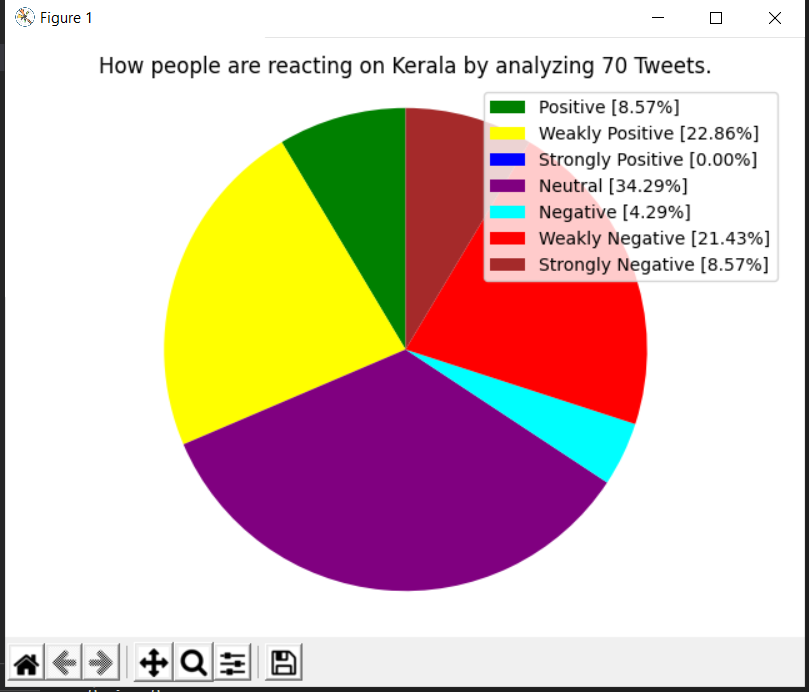 Figure 1
How people are reacting on Kerala by analyzing 70 Tweets.
Positive [8.57%]
Weakly Positive [22.86%]
Strongly Positive [0.00%]
Neutral [34.29%]
Negative [4.29%]
Weakly Negative [21.43%]
Strongly Negative [8.57%]